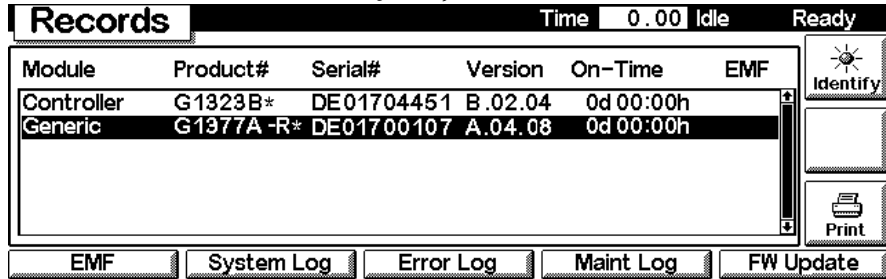 Records Time 0.00 Idle Ready
Module Product# Serial# Version On-Time EMF
Identify
Controller G1323B* DE01704451 B.02.04 0d 00:00h
Generic G1377A-R* DE01700107 A.04.08 0d 00:00h
Print
EMF System Log Error Log Maint Log FW Update